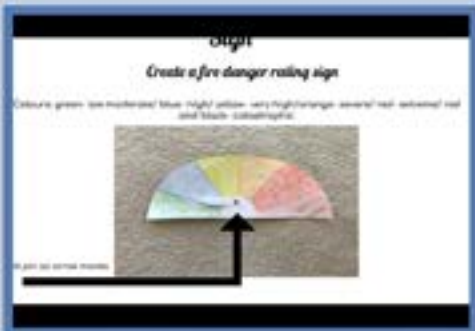 Sign
Create a fire danger rating sign
Colours: green- low-moderate/ blue- high/ yellow- very high/orange- severe/ red- extreme/ red
and black- catastrophic.